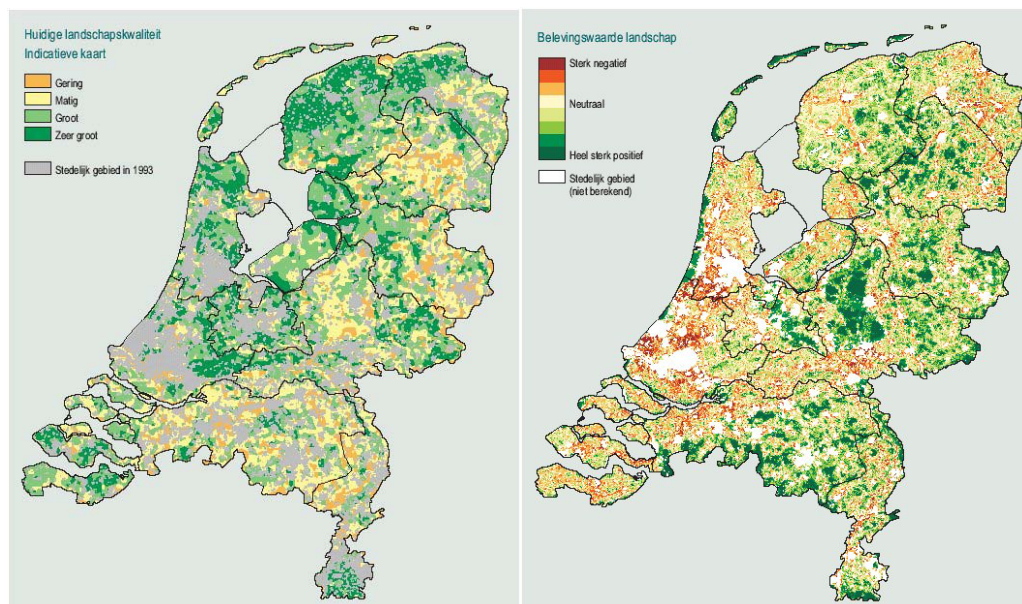 Huidige landschapskwaliteit
Indicatieve kaart
Gering
Matig
Groot
Zeer groot
Stedelijk gebied in 1993
Belevingswaarde landschap
Sterk negatief
Neutraal
Heel sterk positief
Stedelijk gebied
(niet berekend)